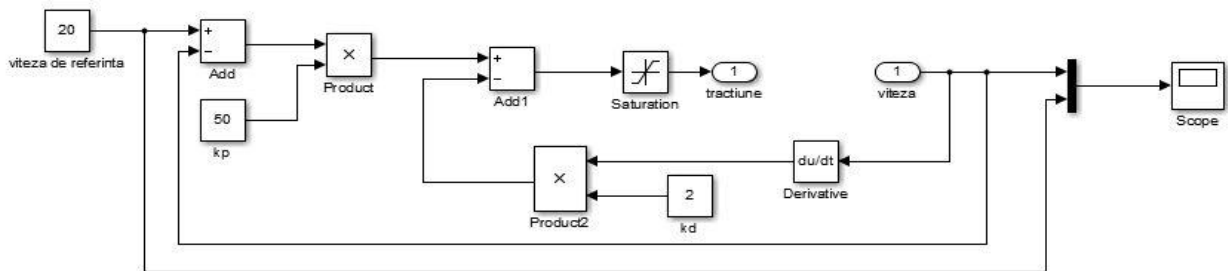 20
viteza de referinta
+
−
Add
×
Product
50
kp
+
−
Add1
Saturation
1
tractiune
1
viteza
Scope
du/dt
Derivative
×
Product2
2
kd